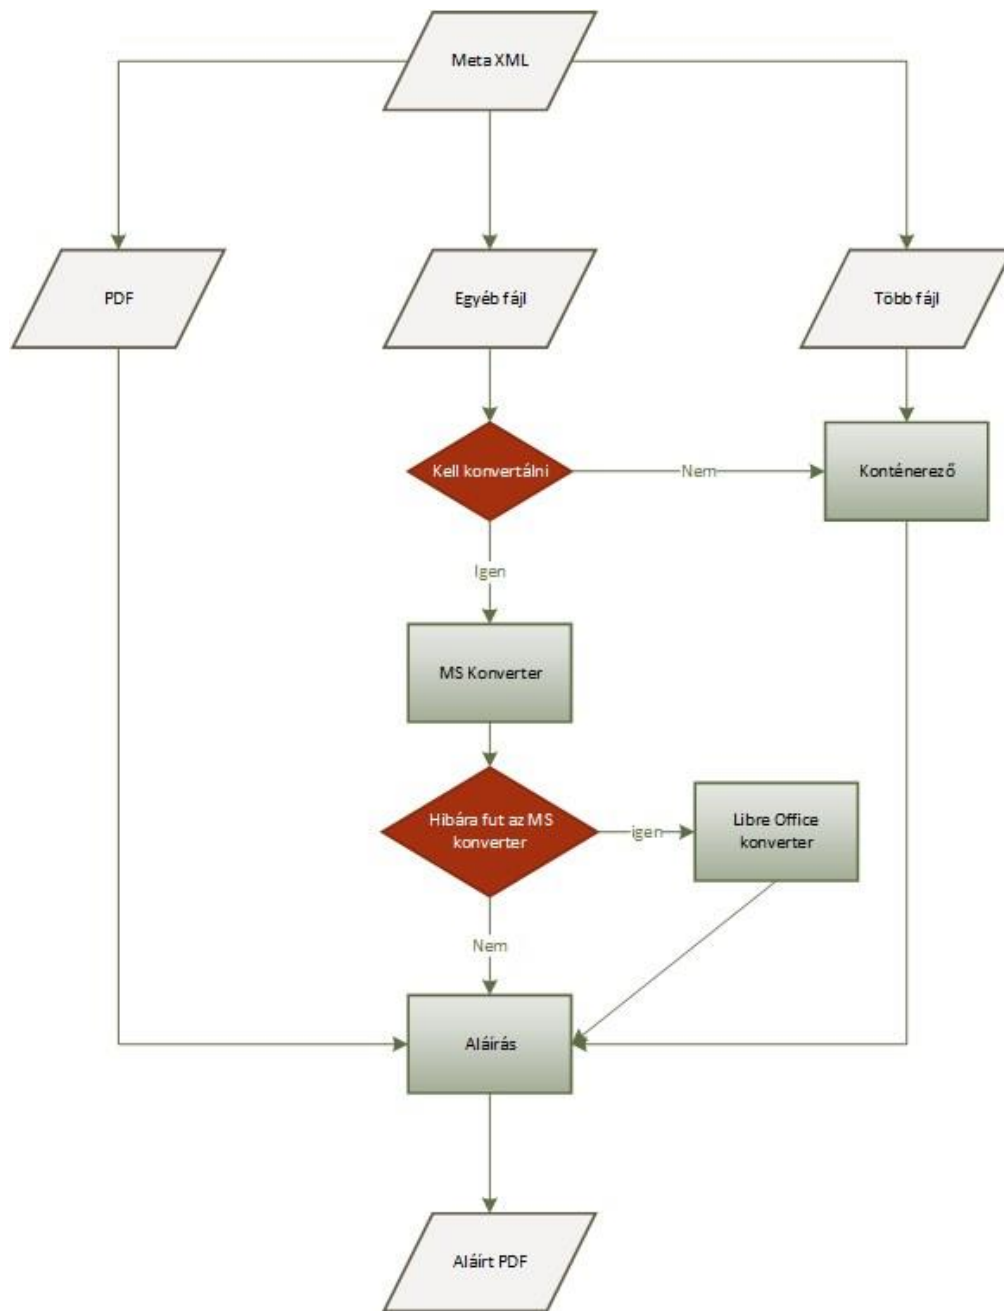 Meta XML
PDF
Egyéb fájl
Több fájl
Kell konvertálni
Nem
Konténerező
Igen
MS Konverter
Hibára fut az MS
konverter
igen
Libre Office
konverter
Nem
Aláírás
Aláírt PDF